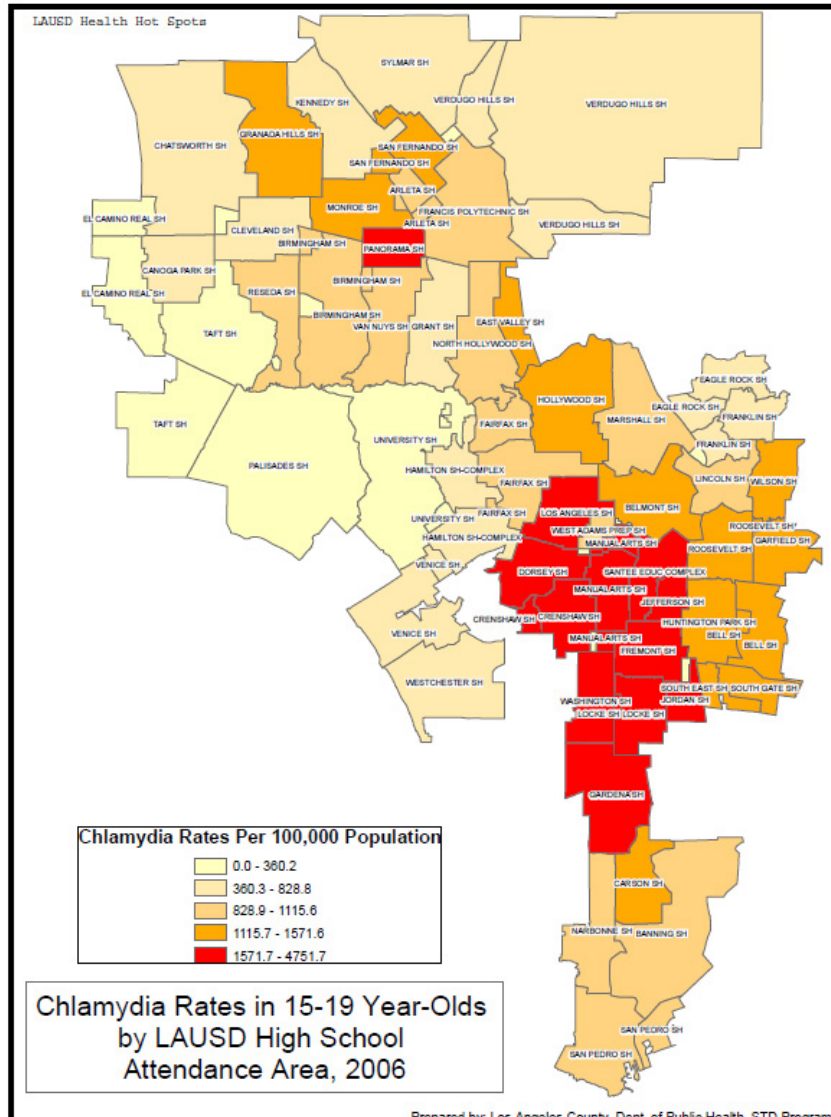 LAUSD Health Hot Spots
SYLMAR SH
VERDUGO HILLS SH
VERDUGO HILLS SH
KENNEDY SH
GRANADA HILLS SH
CHATSWORTH SH
SAN FERNANDO SH
SAN FERNANDO SH
ARLETA SH
MONROE SH
FRANCIS POLYTECHNIC SH
EL CAMINO REAL SH
ARLETA SH
VERDUGO HILLS SH
CLEVELAND SH
BIRMINGHAM SH
PANORAMA SH
CANOGA PARK SH
BIRMINGHAM SH
EL CAMINO REAL SH
RESEDA SH
BIRMINGHAM SH
EAST VALLEY SH
VAN NUYS SH
GRANT SH
TAFT SH
NORTH HOLLYWOOD SH
EAGLE ROCK SH
HOLLYWOOD SH
EAGLE ROCK SH
TAFT SH
FAIRFAX SH
MARSHALL SH
FRANKLIN SH
UNIVERSITY SH
FRANKLIN SH
PALISADES SH
HAMILTON SH-COMPLEX
LINCOLN SH
WILSON SH
FAIRFAX SH
BELMONT SH
FAIRFAX SH
LOS ANGELES SH
UNIVERSITY SH
ROOSEVELT SH
WEST ADAMS PREP SH
HAMILTON SH-COMPLEX
MANUAL ARTS SH
GARFIELD SH
ROOSEVELT SH
VENICE SH
DORSEY SH
SANTEE EDUC COMPLEX
MANUAL ARTS SH
JEFFERSON SH
CRENSHAW SH
CRENSHAW SH
HUNTINGTON PARK SH
VENICE SH
MANUAL ARTS SH
BELL SH
BELL SH
FREMONT SH
WESTCHESTER SH
SOUTH EAST SH
SOUTH GATE SH
WASHINGTON SH
JORDAN SH
LOCKE SH
LOCKE SH
GARDENA SH
CARSON SH
NARBONNE SH
BANNING SH
SAN PEDRO SH
SAN PEDRO SH
Chlamydia Rates Per 100,000 Population
0.0 - 360.2
360.3 - 828.8
828.9 - 1115.6
1115.7 - 1571.6
1571.7 - 4751.7
Chlamydia Rates in 15-19 Year-Olds
by LAUSD High School
Attendance Area, 2006
Prepared by: Los Angeles County, Dept. of Public Health, STD Program